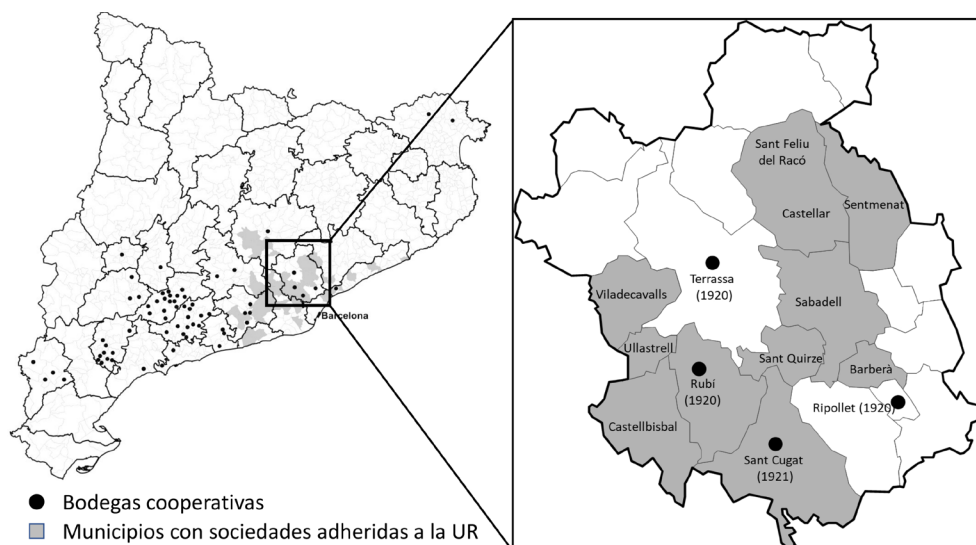 Barcelona
Bodegas cooperativas
Municipios con sociedades adheridas a la UR
Sant Feliu
del Racó
Castellar
Sentmenat
Terrassa
(1920)
Viladecavalls
Sabadell
Ullastrell
Sant Quirze
Barberà
Rubí
(1920)
Ripollet (1920)
Castellbisbal
Sant Cugat
(1921)